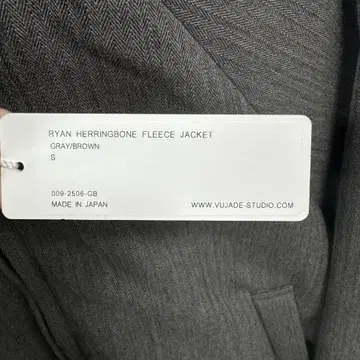 RYAN HERRINGBONE FLEECE JACKET
GRAY/BROWN
S
009-2506-GB
MADE IN JAPAN
WWW.VUJADE-STUDIO.COM